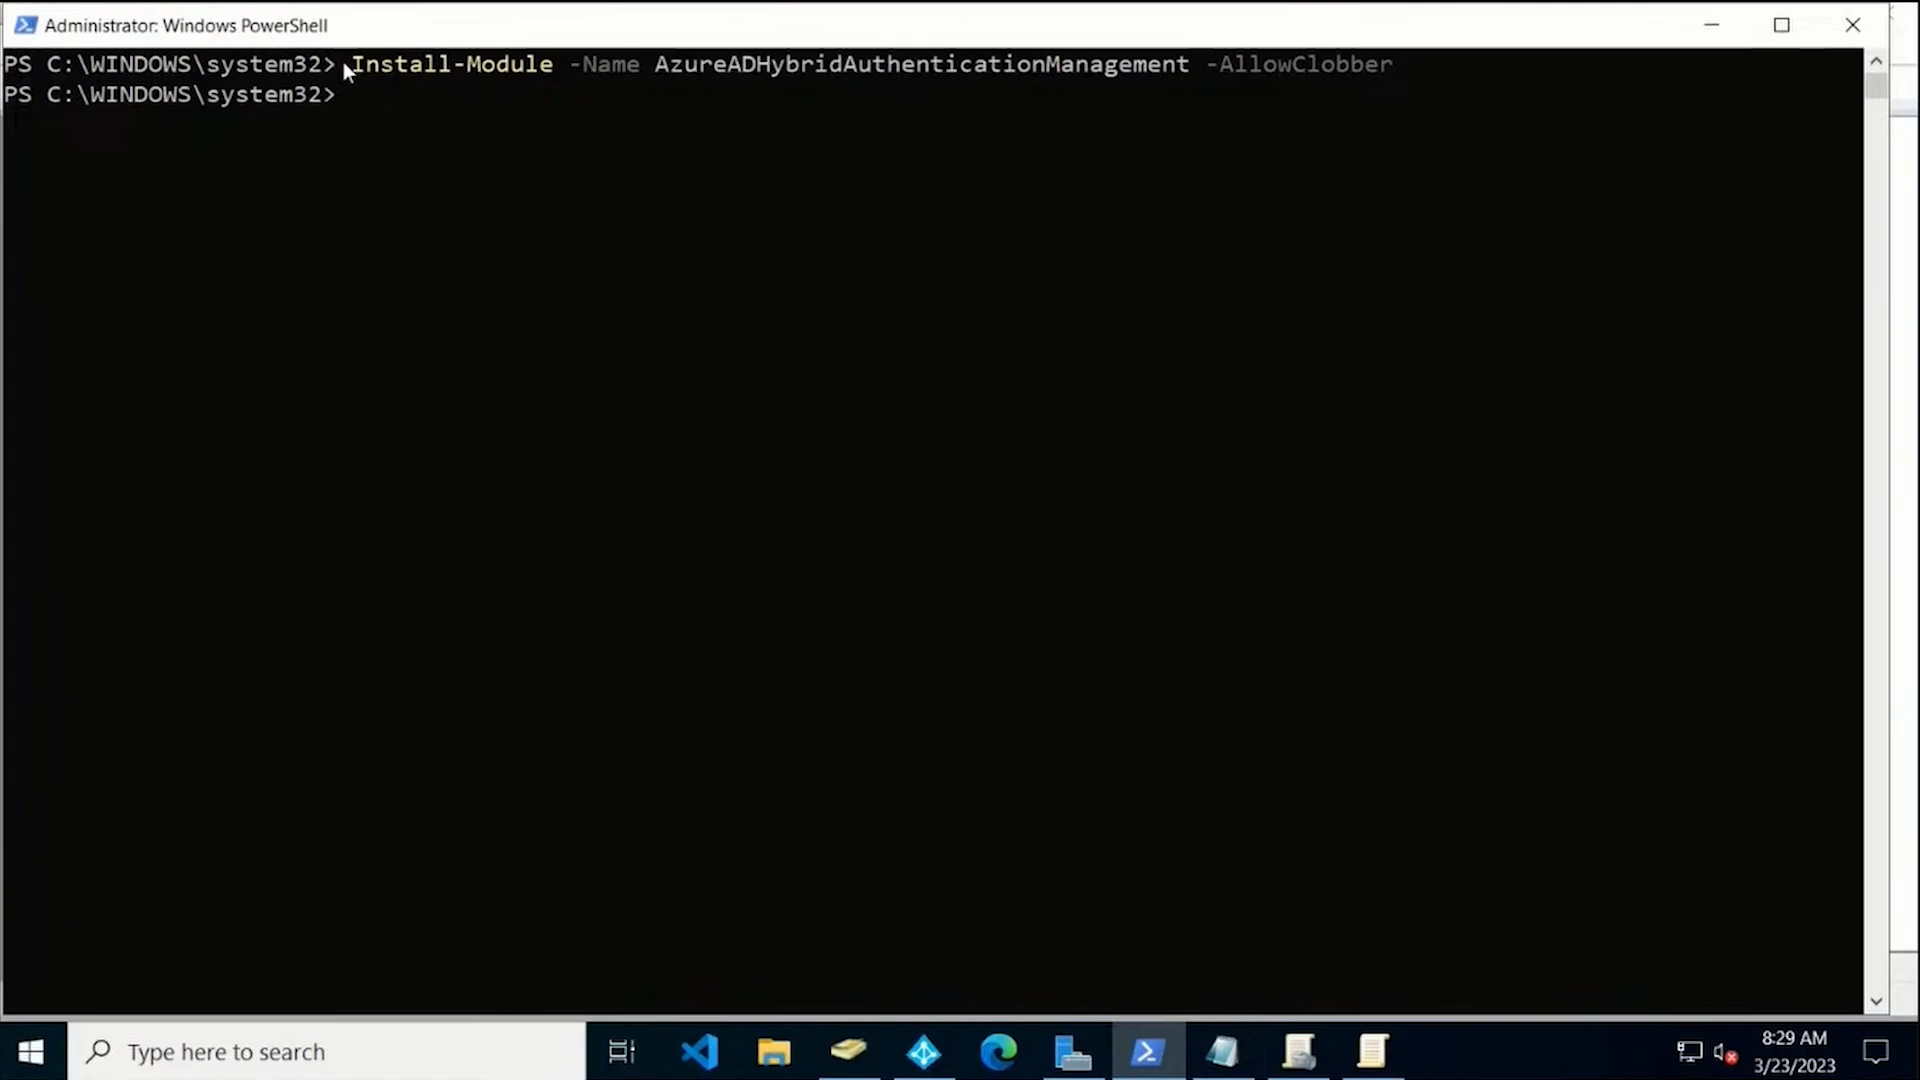 Administrator: Windows PowerShell
PS C:\WINDOWS\system32> Install-Module -Name AzureADHybridAuthenticationManagement -AllowClobber
PS C:\WINDOWS\system32>
Type here to search
8:29 AM
3/23/2023